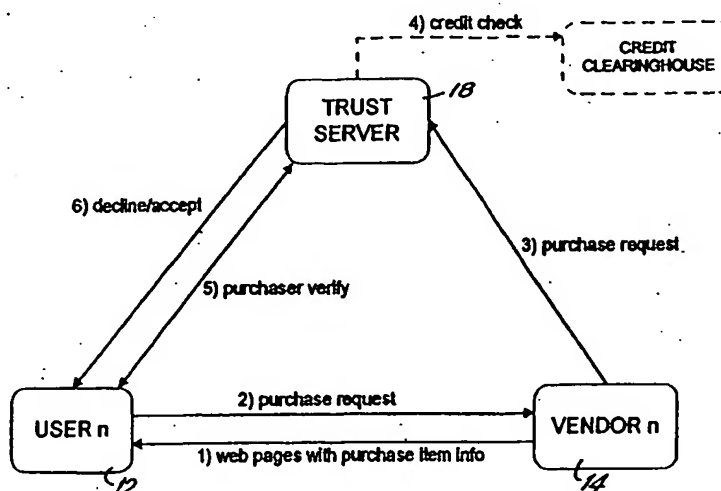 4) credit check
CREDIT
CLEARINGHOUSE
TRUST
SERVER
18
6) decline/accept
3) purchase request
5) purchaser verify
2) purchase request
USER n
VENDOR n
1) web pages with purchase item info
12
14